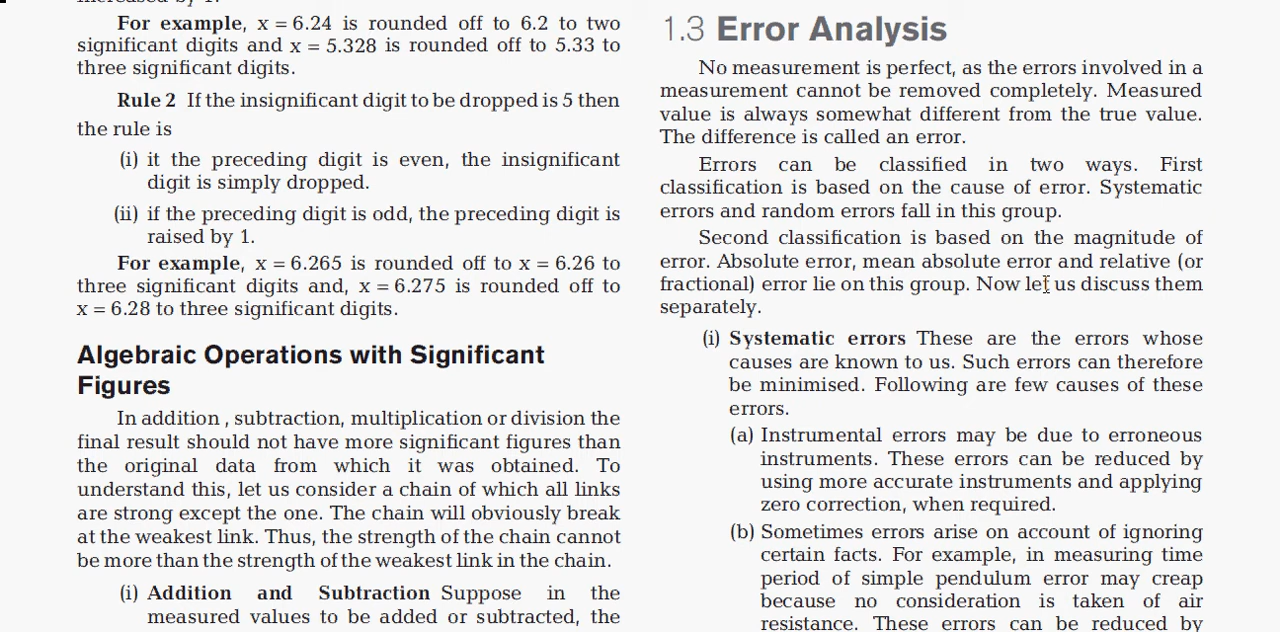 For example, x = 6.24 is rounded off to 6.2 to two
significant digits and x = 5.328 is rounded off to 5.33 to
three significant digits.
Rule 2 If the insignificant digit to be dropped is 5 then
the rule is
(i) it the preceding digit is even, the insignificant
digit is simply dropped.
(ii) if the preceding digit is odd, the preceding digit is
raised by 1.
For example, x = 6.265 is rounded off to x = 6.26 to
three significant digits and, x = 6.275 is rounded off to
x = 6.28 to three significant digits.
Algebraic Operations with Significant
Figures
In addition , subtraction, multiplication or division the
final result should not have more significant figures than
the original data from which it was obtained. To
understand this, let us consider a chain of which all links
are strong except the one. The chain will obviously break
at the weakest link. Thus, the strength of the chain cannot
be more than the strength of the weakest link in the chain.
(i) Addition and Subtraction Suppose in the
measured values to be added or subtracted, the
1.3 Error Analysis
No measurement is perfect, as the errors involved in a
measurement cannot be removed completely. Measured
value is always somewhat different from the true value.
The difference is called an error.
Errors can be classified in two ways. First
classification is based on the cause of error. Systematic
errors and random errors fall in this group.
Second classification is based on the magnitude of
error. Absolute error, mean absolute error and relative (or
fractional) error lie on this group. Now let us discuss them
separately.
(i) Systematic errors These are the errors whose
causes are known to us. Such errors can therefore
be minimised. Following are few causes of these
errors.
(a) Instrumental errors may be due to erroneous
instruments. These errors can be reduced by
using more accurate instruments and applying
zero correction, when required.
(b) Sometimes errors arise on account of ignoring
certain facts. For example, in measuring time
period of simple pendulum error may creap
because no consideration is taken of air
resistance. These errors can be reduced by